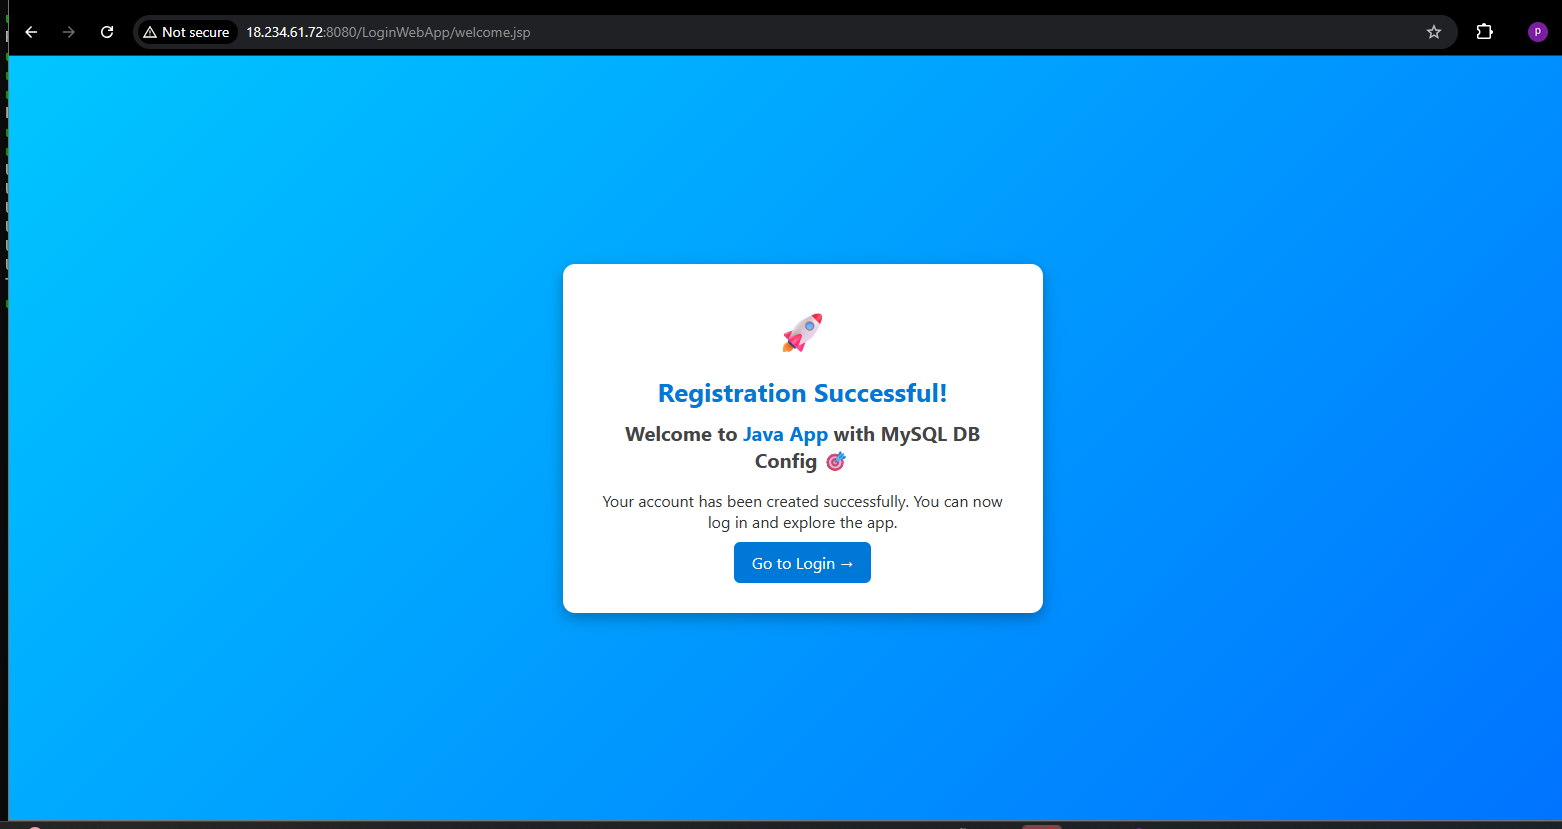 Not secure 18.234.61.72:8080/LoginWebApp/welcome.jsp
p
Registration Successful!
Welcome to Java App with MySQL DB
Config
Your account has been created successfully. You can now
log in and explore the app.
Go to Login →